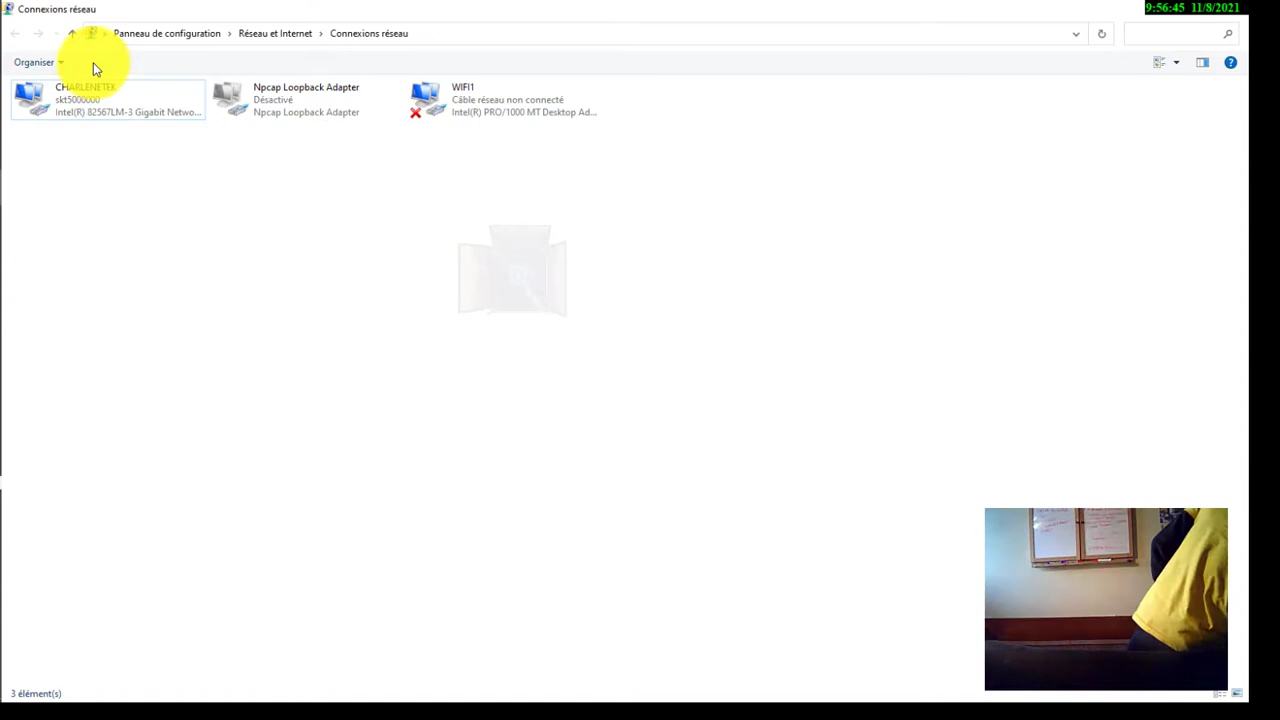 Connexions réseau
9:56:45 11/8/2021
Panneau de configuration › Réseau et Internet › Connexions réseau
Organiser
CHARLENETEK
skt5000000
Intel(R) 82567LM-3 Gigabit Netwo...
Npcap Loopback Adapter
Désactivé
Npcap Loopback Adapter
WIFI1
Câble réseau non connecté
Intel(R) PRO/1000 MT Desktop Ad...
3 élément(s)